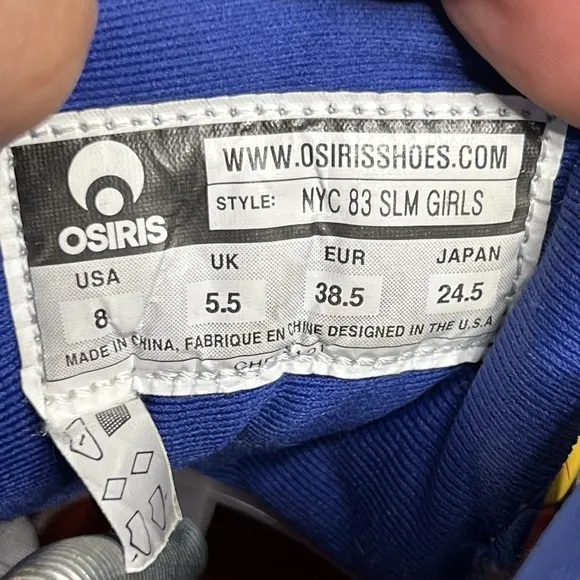 WWW.OSIRISSHOES.COM
STYLE: NYC 83 SLM GIRLS
OSIRIS
USA UK EUR JAPAN
8 5.5 38.5 24.5
MADE IN CHINA, FABRIQUE EN CHINE DESIGNED IN THE U.S.A